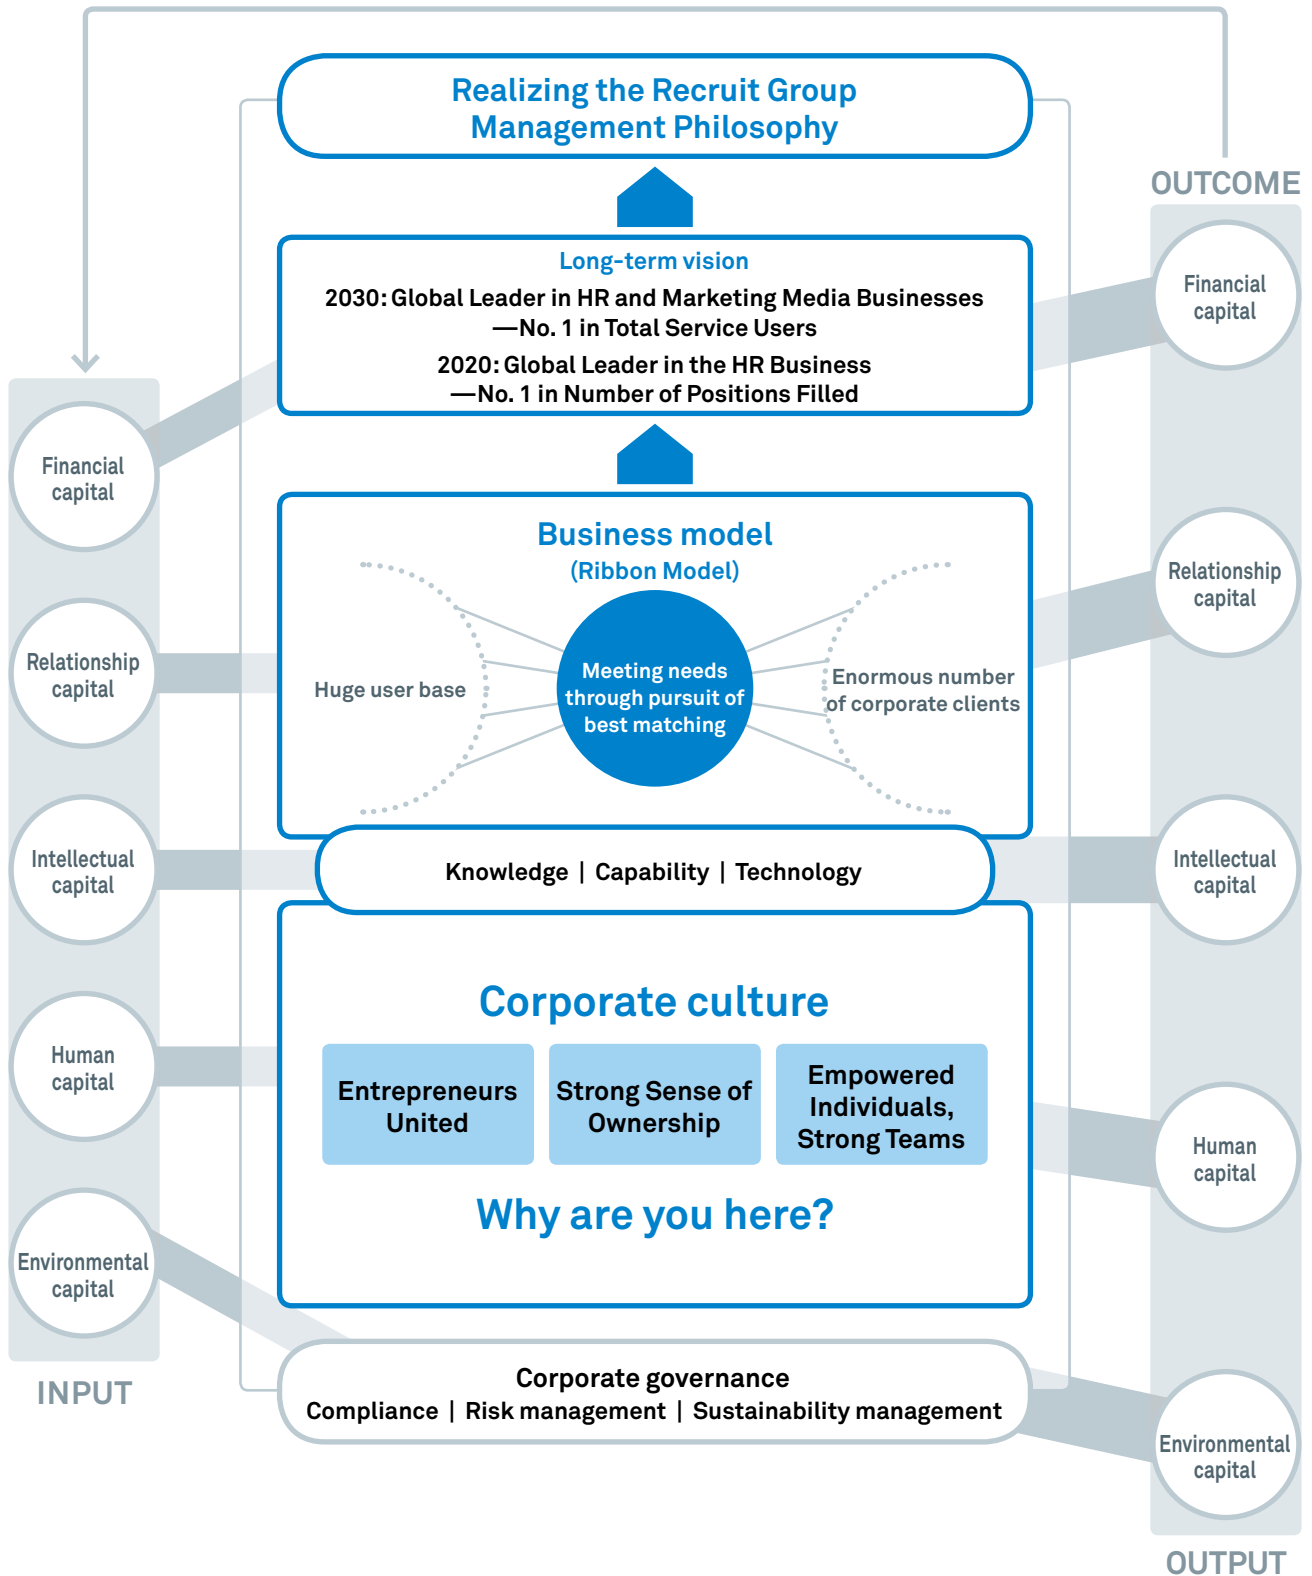 Realizing the Recruit Group
Management Philosophy
OUTCOME
Long-term vision
2030: Global Leader in HR and Marketing Media Businesses
—No. 1 in Total Service Users
2020: Global Leader in the HR Business
—No. 1 in Number of Positions Filled
Financial
capital
Relationship
capital
Intellectual
capital
Human
capital
Environmental
capital
INPUT
Business model
(Ribbon Model)
Huge user base
Meeting needs
through pursuit of
best matching
Enormous number
of corporate clients
Knowledge | Capability | Technology
Corporate culture
Entrepreneurs
United
Strong Sense of
Ownership
Empowered
Individuals,
Strong Teams
Why are you here?
Corporate governance
Compliance | Risk management | Sustainability management
Financial
capital
Relationship
capital
Intellectual
capital
Human
capital
Environmental
capital
OUTPUT